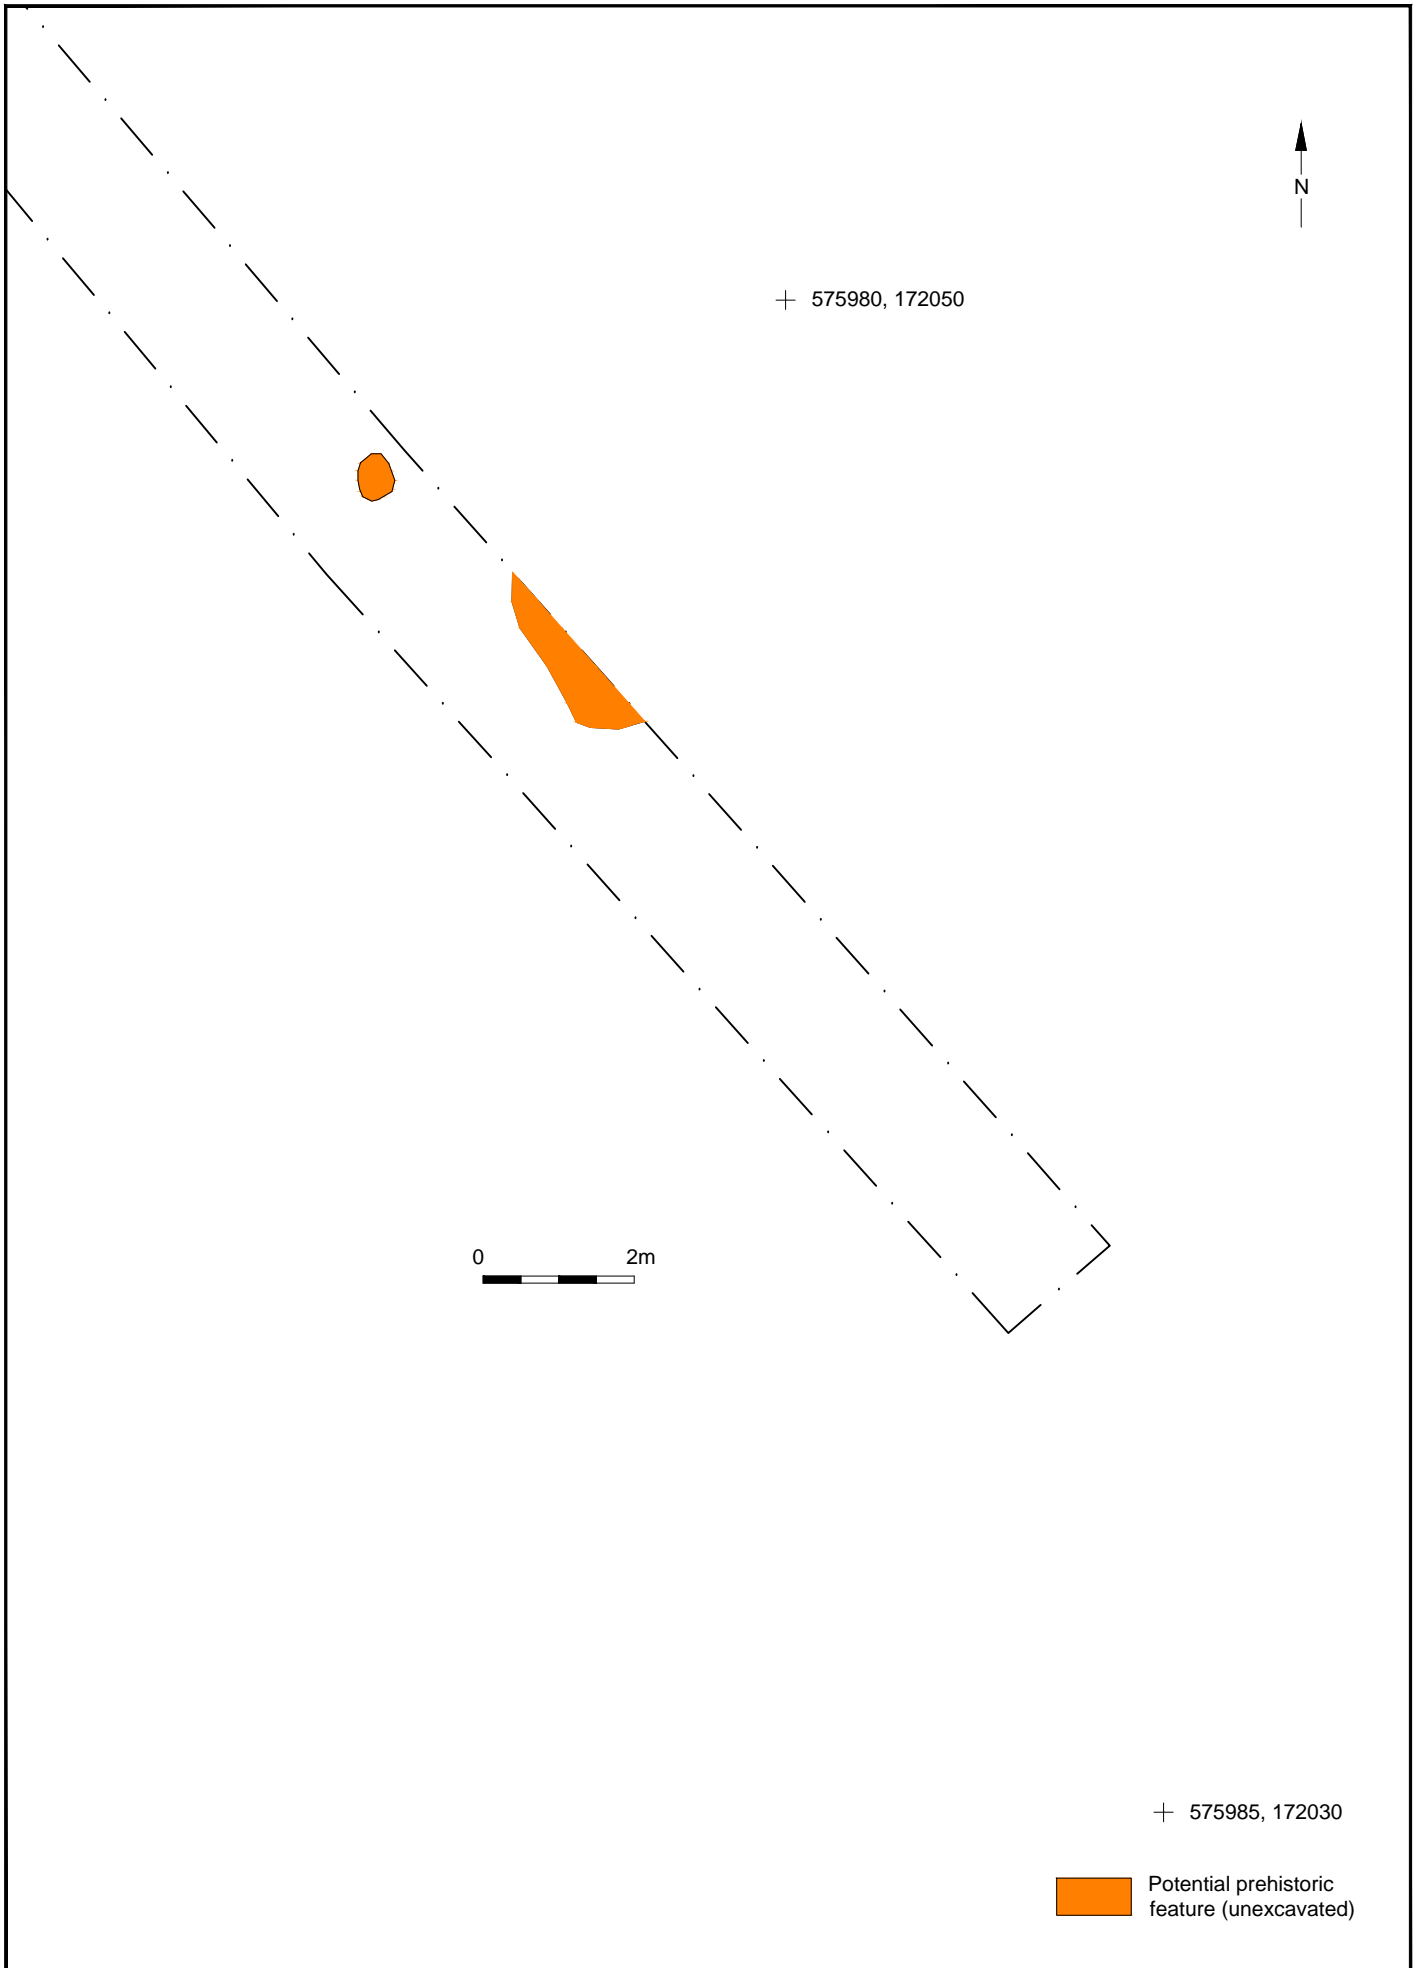 N
575980, 172050
0 2m
575985, 172030
Potential prehistoric
feature (unexcavated)